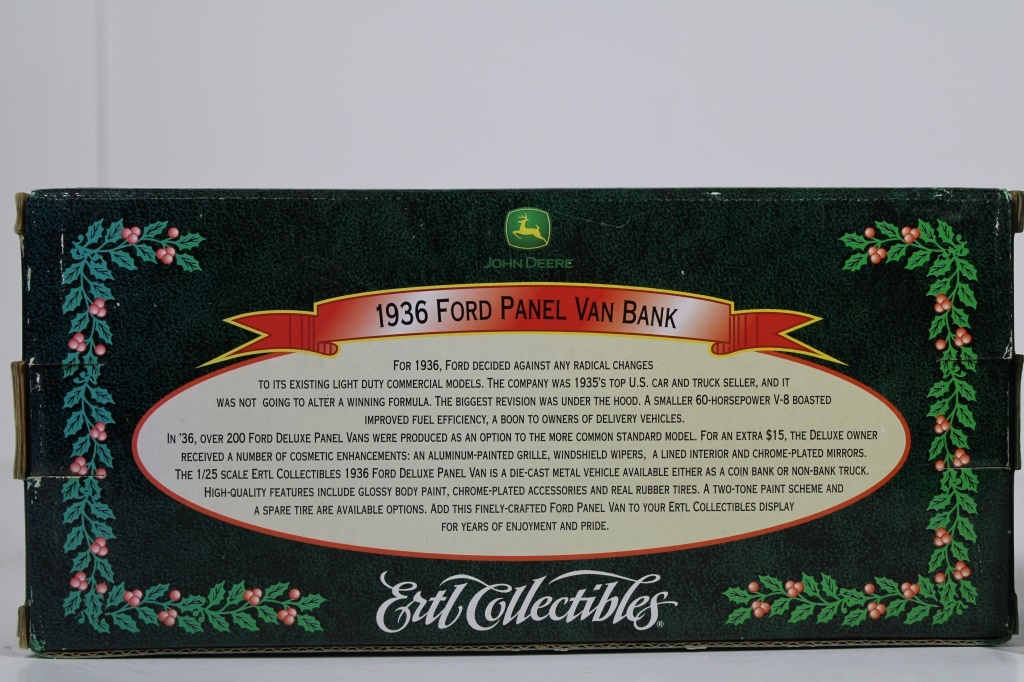 JOHN DEERE
1936 FORD PANEL VAN BANK
FOR 1936, FORD DECIDED AGAINST ANY RADICAL CHANGES
TO ITS EXISTING LIGHT DUTY COMMERCIAL MODELS. THE COMPANY WAS 1935'S TOP U.S. CAR AND TRUCK SELLER, AND IT
WAS NOT GOING TO ALTER A WINNING FORMULA. THE BIGGEST REVISION WAS UNDER THE HOOD. A SMALLER 60-HORSEPOWER V-8 BOASTED
IMPROVED FUEL EFFICIENCY, A BOON TO OWNERS OF DELIVERY VEHICLES.
IN '36, OVER 200 FORD DELUXE PANEL VANS WERE PRODUCED AS AN OPTION TO THE MORE COMMON STANDARD MODEL. FOR AN EXTRA $15, THE DELUXE OWNER
RECEIVED A NUMBER OF COSMETIC ENHANCEMENTS: AN ALUMINUM-PAINTED GRILLE, WINDSHIELD WIPERS, A LINED INTERIOR AND CHROME-PLATED MIRRORS.
THE 1/25 SCALE ERTL COLLECTIBLES 1936 FORD DELUXE PANEL VAN IS A DIE-CAST METAL VEHICLE AVAILABLE EITHER AS A COIN BANK OR NON-BANK TRUCK.
HIGH-QUALITY FEATURES INCLUDE GLOSSY BODY PAINT, CHROME-PLATED ACCESSORIES AND REAL RUBBER TIRES. A TWO-TONE PAINT SCHEME AND
A SPARE TIRE ARE AVAILABLE OPTIONS. ADD THIS FINELY-CRAFTED FORD PANEL VAN TO YOUR ERTL COLLECTIBLES DISPLAY
FOR YEARS OF ENJOYMENT AND PRIDE.
Ertl Collectibles®